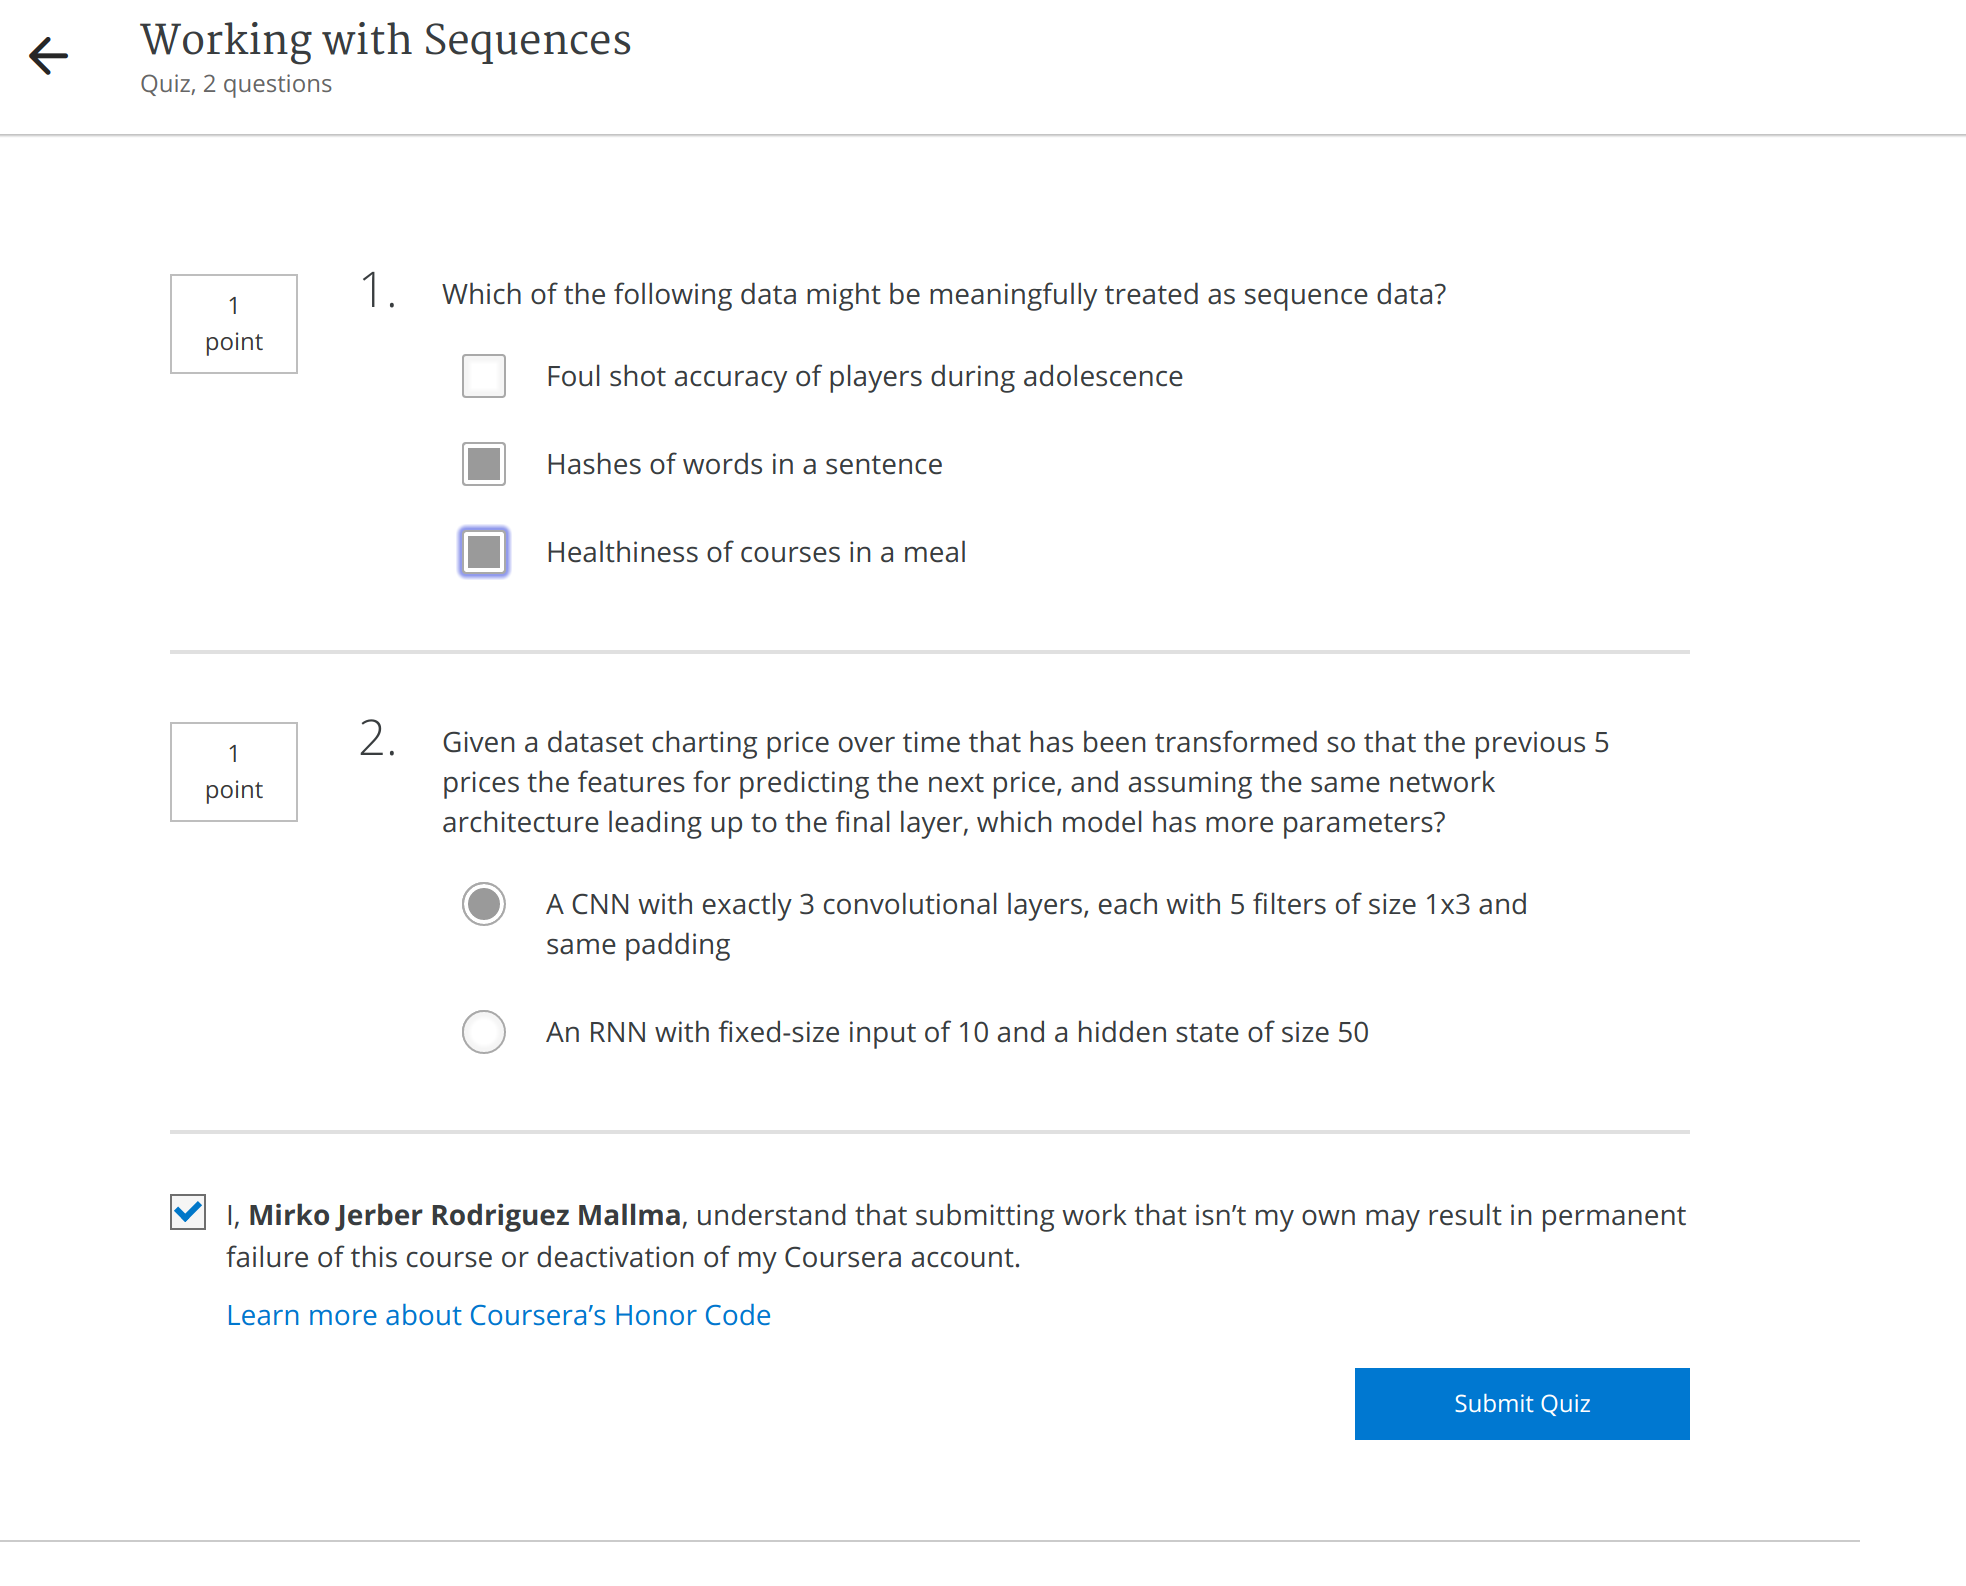 Working with Sequences
Quiz, 2 questions
1
point
1.
Which of the following data might be meaningfully treated as sequence data?
Foul shot accuracy of players during adolescence
Hashes of words in a sentence
Healthiness of courses in a meal
1
point
2.
Given a dataset charting price over time that has been transformed so that the previous 5
prices the features for predicting the next price, and assuming the same network
architecture leading up to the final layer, which model has more parameters?
A CNN with exactly 3 convolutional layers, each with 5 filters of size 1x3 and
same padding
An RNN with fixed-size input of 10 and a hidden state of size 50
I, Mirko Jerber Rodriguez Mallma, understand that submitting work that isn’t my own may result in permanent
failure of this course or deactivation of my Coursera account.
Learn more about Coursera’s Honor Code
Submit Quiz